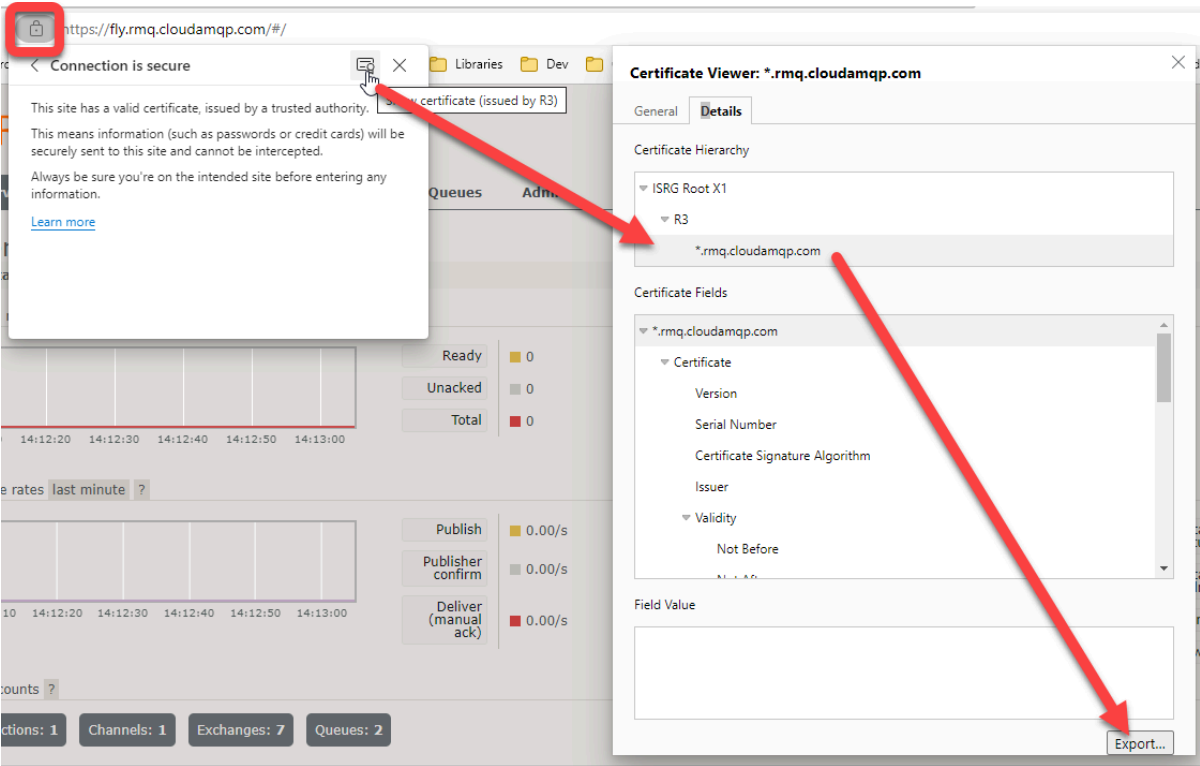 https://fly.rmq.cloudamqp.com/#/
Connection is secure
Libraries
Dev
certificate (issued by R3)
This site has a valid certificate, issued by a trusted authority.
This means information (such as passwords or credit cards) will be
securely sent to this site and cannot be intercepted.
Always be sure you're on the intended site before entering any
information.
Learn more
Queues
Ready
0
Unacked
0
Total
0
14:12:20 14:12:30 14:12:40 14:12:50 14:13:00
e rates last minute ?
Publish
0.00/s
Publisher
confirm
0.00/s
Deliver
(manual
ack)
0.00/s
10 14:12:20 14:12:30 14:12:40 14:12:50 14:13:00
counts ?
ctions: 1
Channels: 1
Exchanges: 7
Queues: 2
Certificate Viewer: *.rmq.cloudamqp.com
General
Details
Certificate Hierarchy
ISRG Root X1
R3
*.rmq.cloudamqp.com
Certificate Fields
*.rmq.cloudamqp.com
Certificate
Version
Serial Number
Certificate Signature Algorithm
Issuer
Validity
Not Before
Field Value
Export...